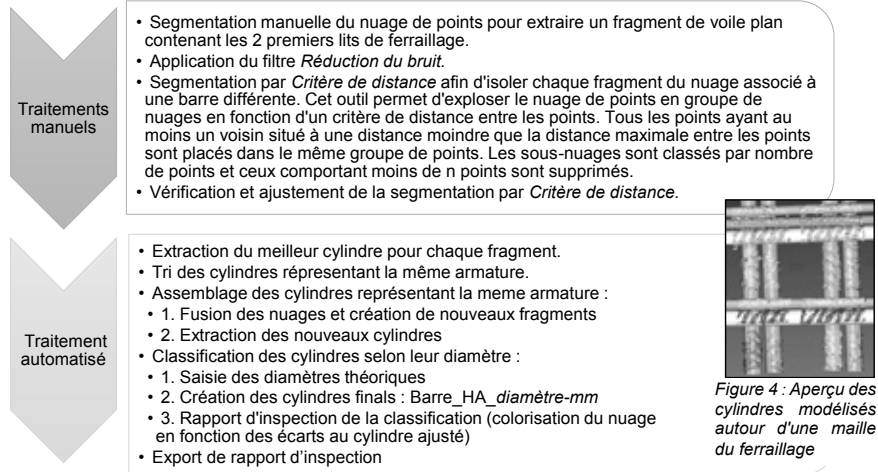 Traitements
manuels
• Segmentation manuelle du nuage de points pour extraire un fragment de voile plan
contenant les 2 premiers lits de ferraillage.
• Application du filtre Réduction du bruit.
• Segmentation par Critère de distance afin d'isoler chaque fragment du nuage associé à
une barre différente. Cet outil permet d'exploser le nuage de points en groupe de
nuages en fonction d'un critère de distance entre les points. Tous les points ayant au
moins un voisin situé à une distance moindre que la distance maximale entre les points
sont placés dans le même groupe de points. Les sous-nuages sont classés par nombre
de points et ceux comportant moins de n points sont supprimés.
• Vérification et ajustement de la segmentation par Critère de distance.
Traitement
automatisé
• Extraction du meilleur cylindre pour chaque fragment.
• Tri des cylindres réprésentant la même armature.
• Assemblage des cylindres représentant la meme armature :
• 1. Fusion des nuages et création de nouveaux fragments
• 2. Extraction des nouveaux cylindres
• Classification des cylindres selon leur diamètre :
• 1. Saisie des diamètres théoriques
• 2. Création des cylindres finals : Barre_HA_diamètre-mm
• 3. Rapport d'inspection de la classification (colorisation du nuage
en fonction des écarts au cylindre ajusté)
• Export de rapport d’inspection
Figure 4 : Aperçu des
cylindres modélisés
autour d'une maille
du ferraillage